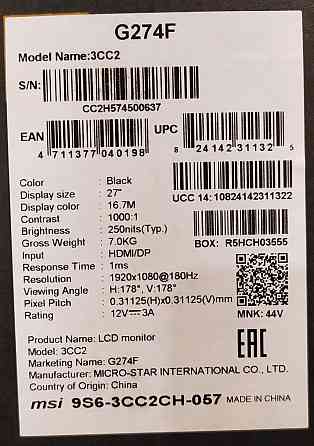 G274F
Model Name:3CC2
S/N:
CC2H574500637
EAN
4 711377 040198
UPC
8 24142 31132 5
UCC 14: 10824142311322
Color : Black
Display size : 27"
Display color : 16.7M
Contrast : 1000:1
Brightness : 250nits(Typ.)
Gross Weight : 7.0KG
Input : HDMI/DP
Response Time : 1ms
Resolution : 1920x1080@180Hz
Viewing Angle : H:178°, V:178°
Pixel Pitch : 0.31125(H)x0.31125(V)mm
Rating : 12V⎓3A
BOX: R5HCH03555
MNK: 44V
EAC
Product Name: LCD monitor
Model: 3CC2
Marketing Name: G274F
Manufacturer: MICRO-STAR INTERNATIONAL CO., LTD.
Country of Origin: China
msi 9S6-3CC2CH-057 MADE IN CHINA